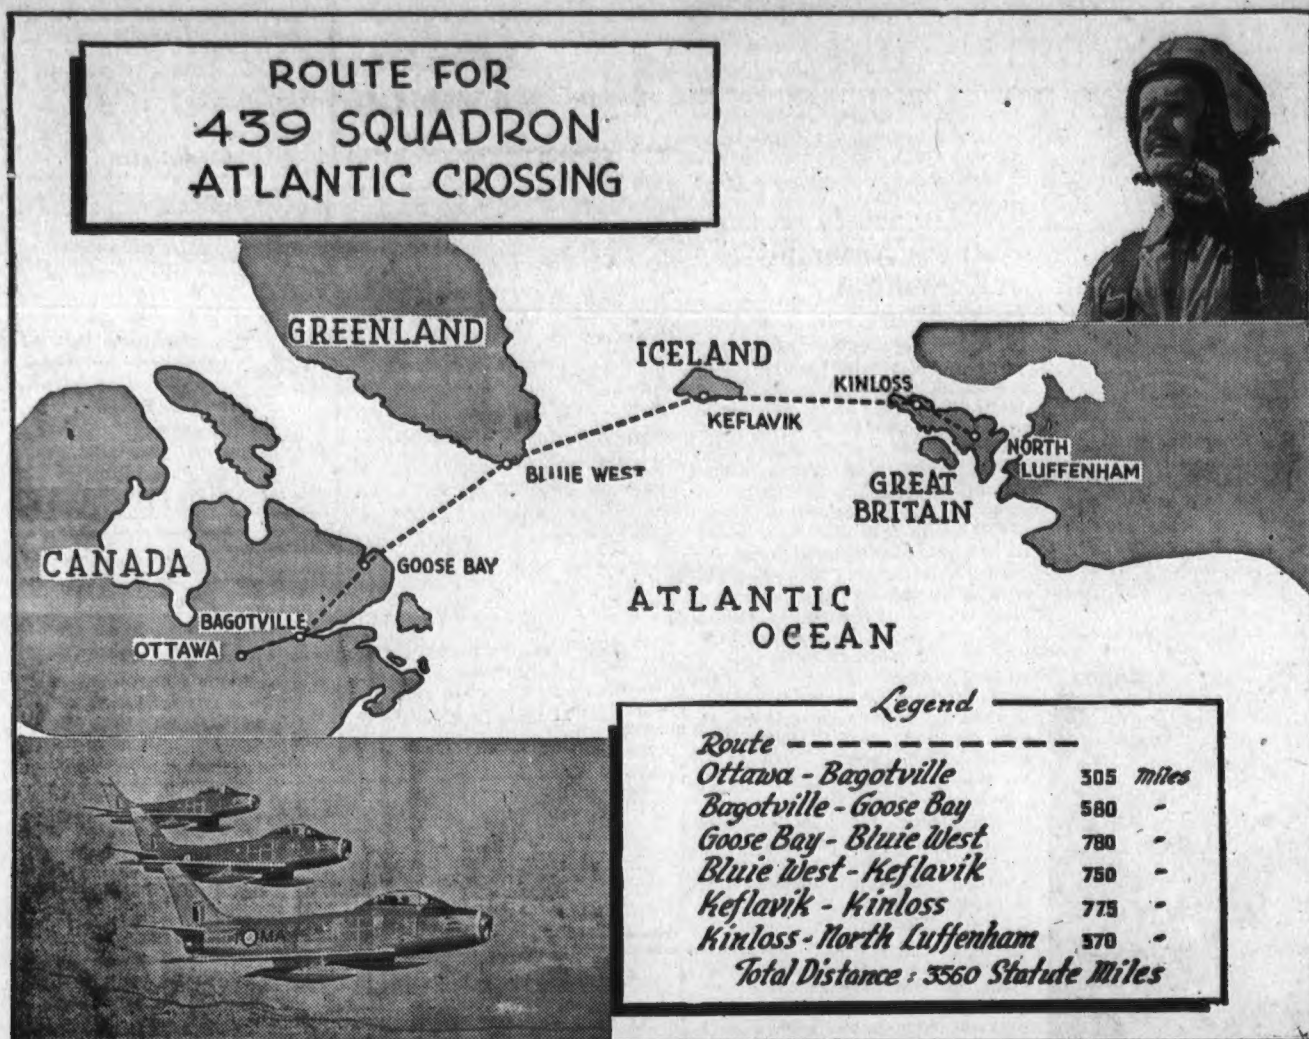 ROUTE FOR
439 SQUADRON
ATLANTIC CROSSING
GREENLAND
ICELAND
KINLOSS
KEFLAVIK
NORTH
LUFFENHAM
BLUIE WEST
GREAT
BRITAIN
CANADA
GOOSE BAY
BAGOTVILLE
OTTAWA
ATLANTIC
OCEAN
Legend
Route
Ottawa - Bagotville 305 miles
Bagotville - Goose Bay 580 "
Goose Bay - Bluie West 780 "
Bluie West - Keflavik 750 "
Keflavik - Kinloss 775 "
Kinloss - North Luffenham 370 "
Total Distance : 3560 Statute Miles
MA